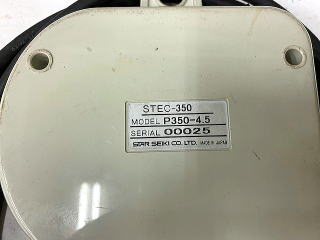 STEC-350
MODEL P350-4.5
SERIAL 00025
STAR SEIKI CO. LTD. MADE IN JAPAN